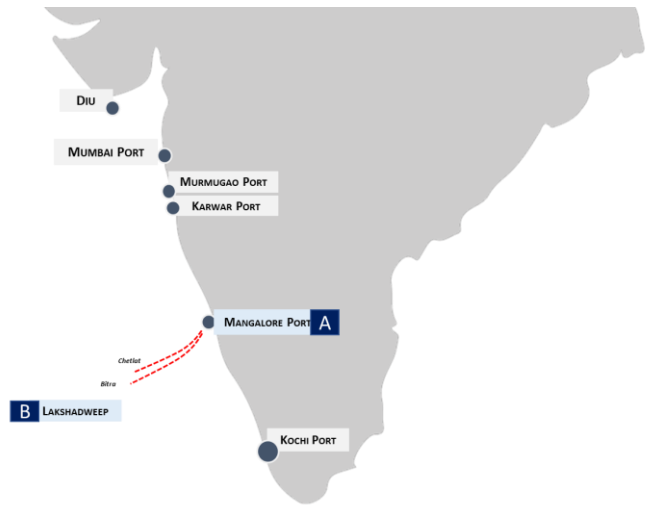 DIU
MUMBAI PORT
MURMUGAO PORT
KARWAR PORT
MANGALORE PORT A
Chetlat
Bitra
B LAKSHADWEEP
KOCHI PORT